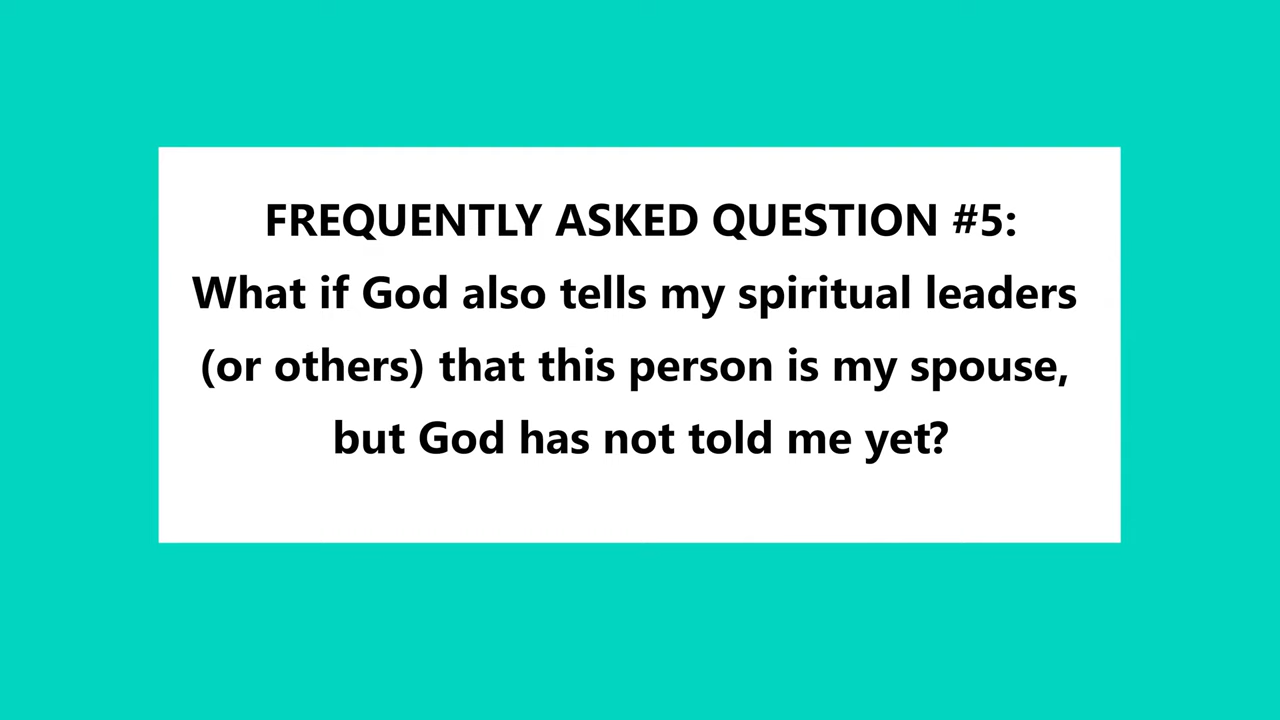 FREQUENTLY ASKED QUESTION #5:
What if God also tells my spiritual leaders
(or others) that this person is my spouse,
but God has not told me yet?